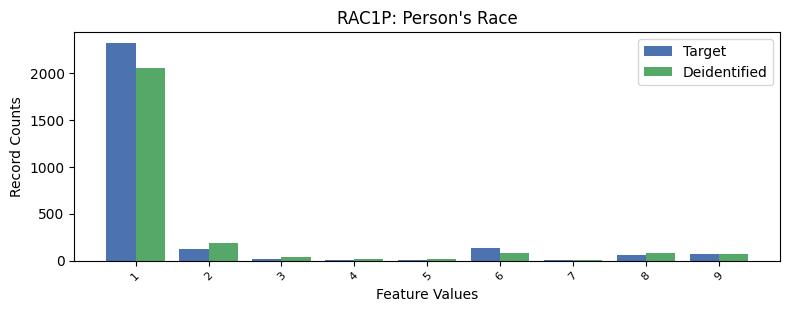 RAC1P: Person's Race
Target
Deidentified
Record Counts
2000
1500
1000
500
0
1 2 3 4 5 6 7 8 9
Feature Values